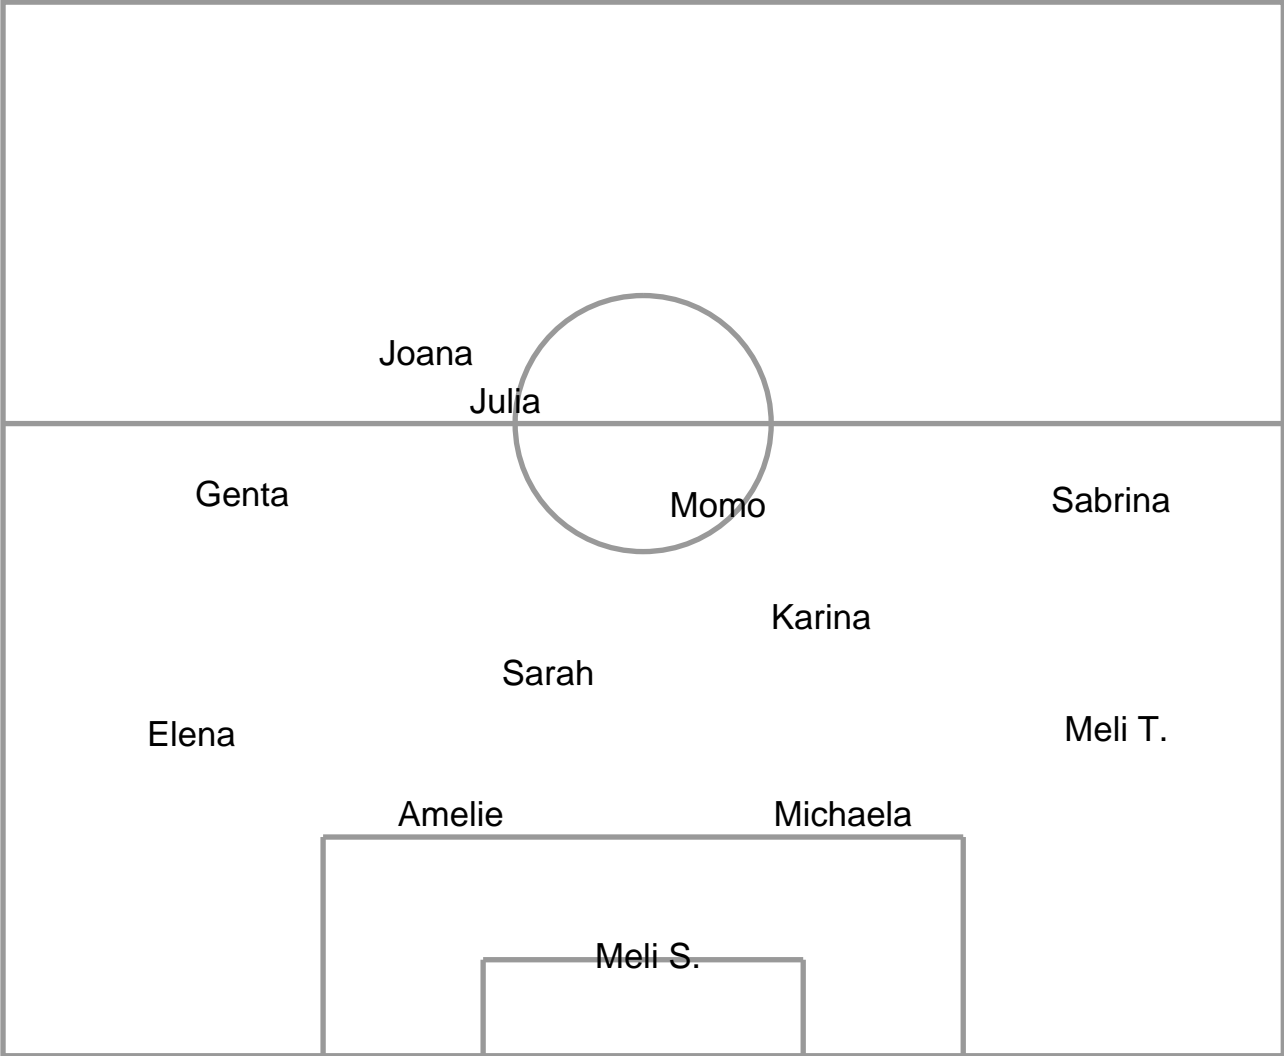 Joana
Julia
Genta
Momo
Sabrina
Karina
Sarah
Elena
Meli T.
Amelie
Michaela
Meli S.